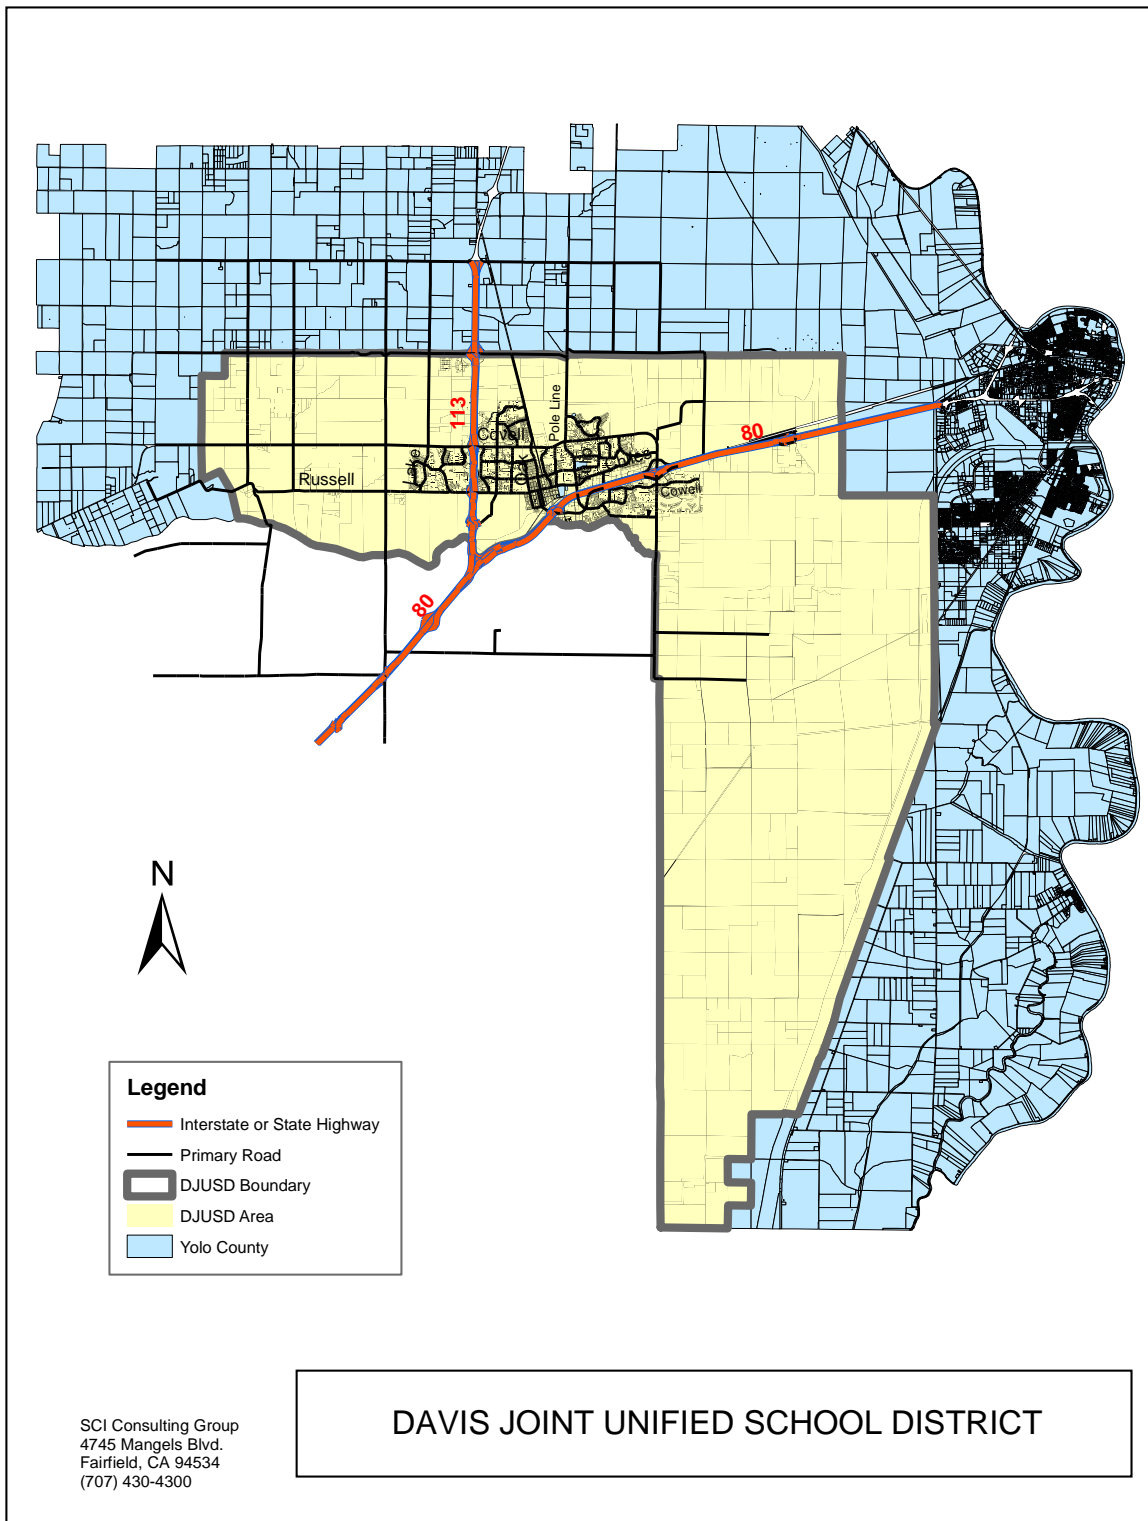 113
Covell
Pole Line
80
Lake
Oak
Russell
Cowell
80
N
Legend
Interstate or State Highway
Primary Road
DJUSD Boundary
DJUSD Area
Yolo County
DAVIS JOINT UNIFIED SCHOOL DISTRICT
SCI Consulting Group
4745 Mangels Blvd.
Fairfield, CA 94534
(707) 430-4300